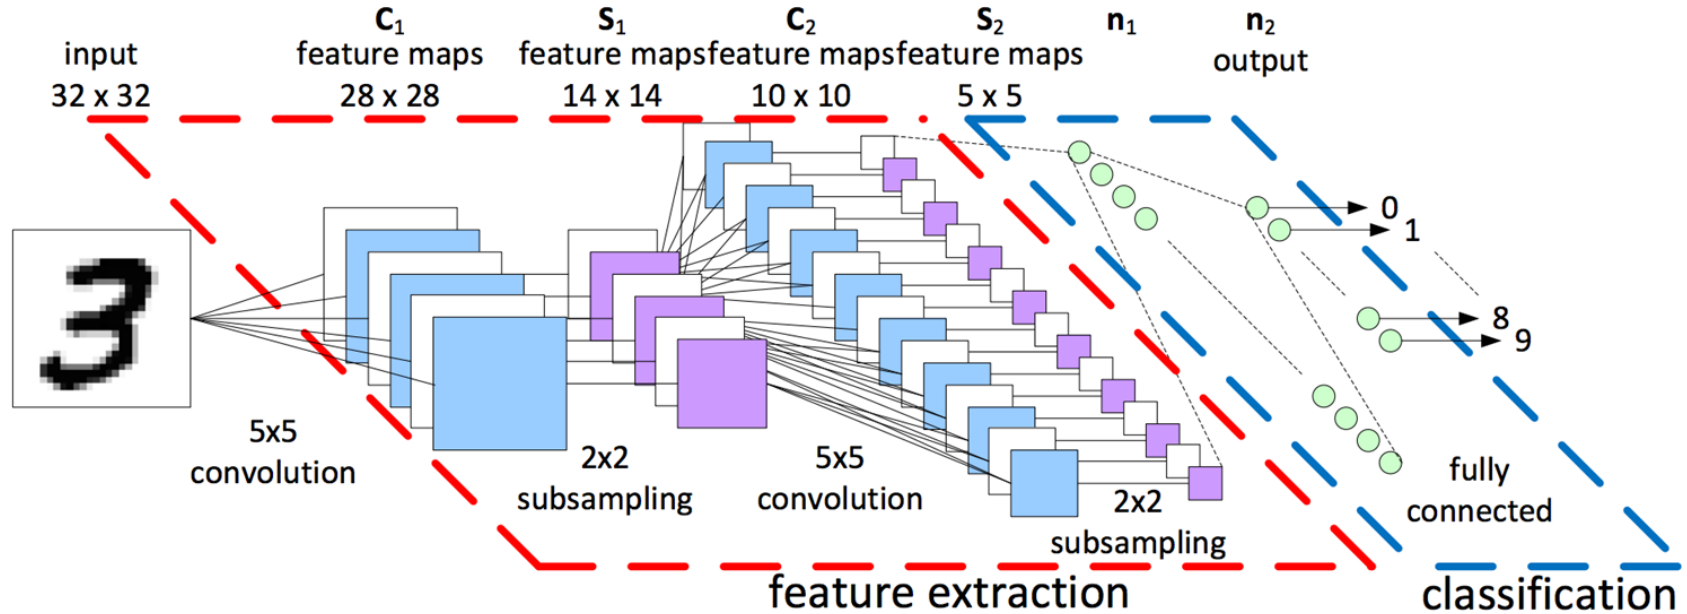 input
32 x 32
C1
feature maps
28 x 28
S1
feature maps
14 x 14
C2
feature maps
10 x 10
S2
feature maps
5 x 5
n1
n2
output
0
1
8
9
3
5x5
convolution
2x2
subsampling
5x5
convolution
2x2
subsampling
fully
connected
feature extraction
classification